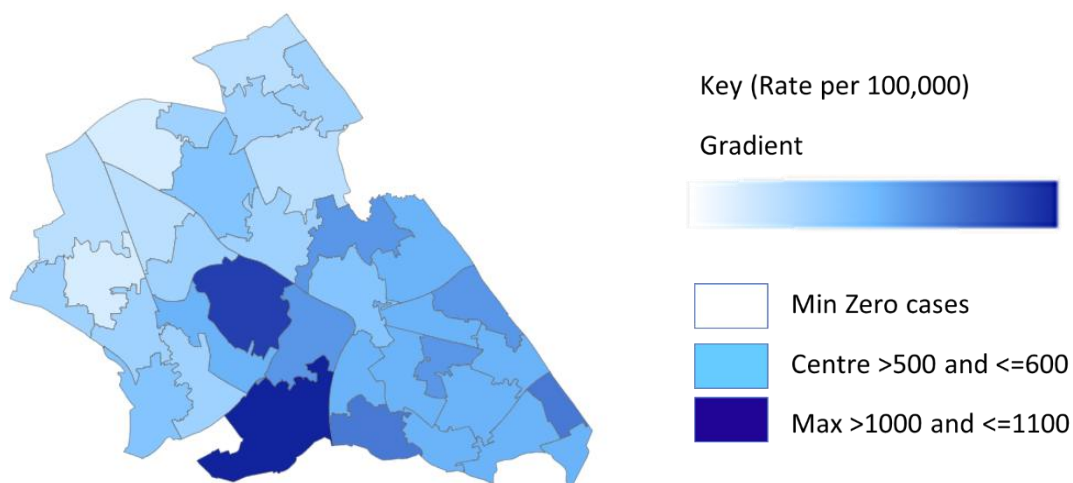 Key (Rate per 100,000)
Gradient
Min Zero cases
Centre >500 and <=600
Max >1000 and <=1100